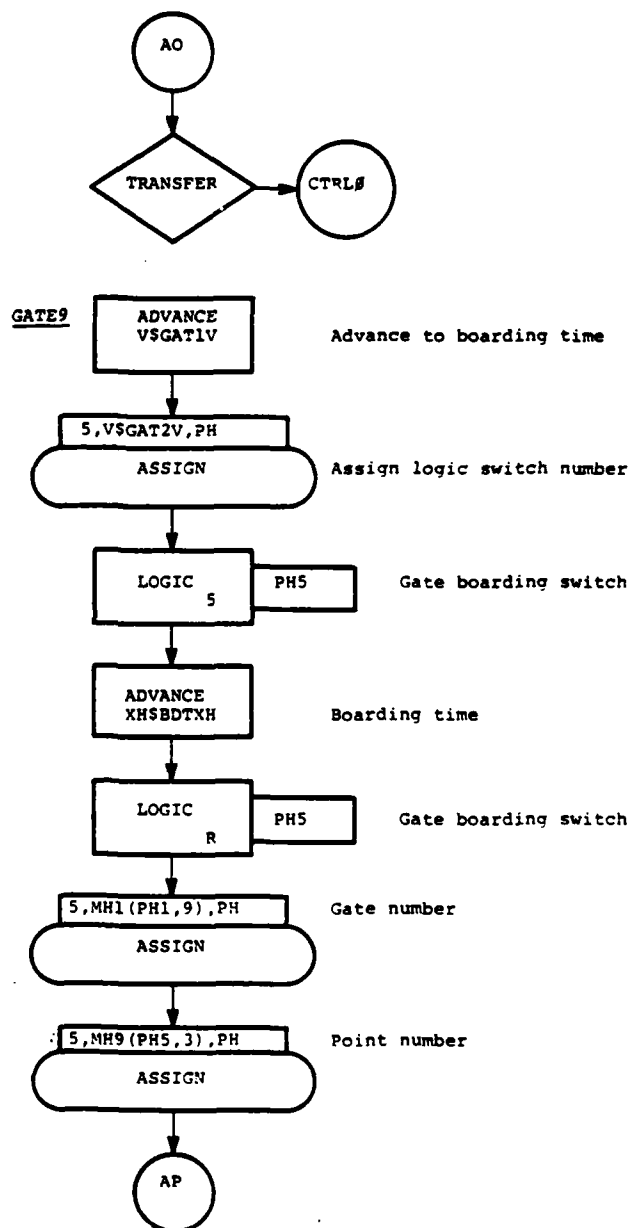 AO
TRANSFER
CTRLØ
GATE9
ADVANCE
V$GAT1V
Advance to boarding time
5,V$GAT2V,PH
ASSIGN
Assign logic switch number
LOGIC
5
PH5
Gate boarding switch
ADVANCE
XH$BDTXH
Boarding time
LOGIC
R
PH5
Gate boarding switch
5,MH1(PH1,9),PH
Gate number
ASSIGN
5,MH9(PH5,3),PH
Point number
ASSIGN
AP